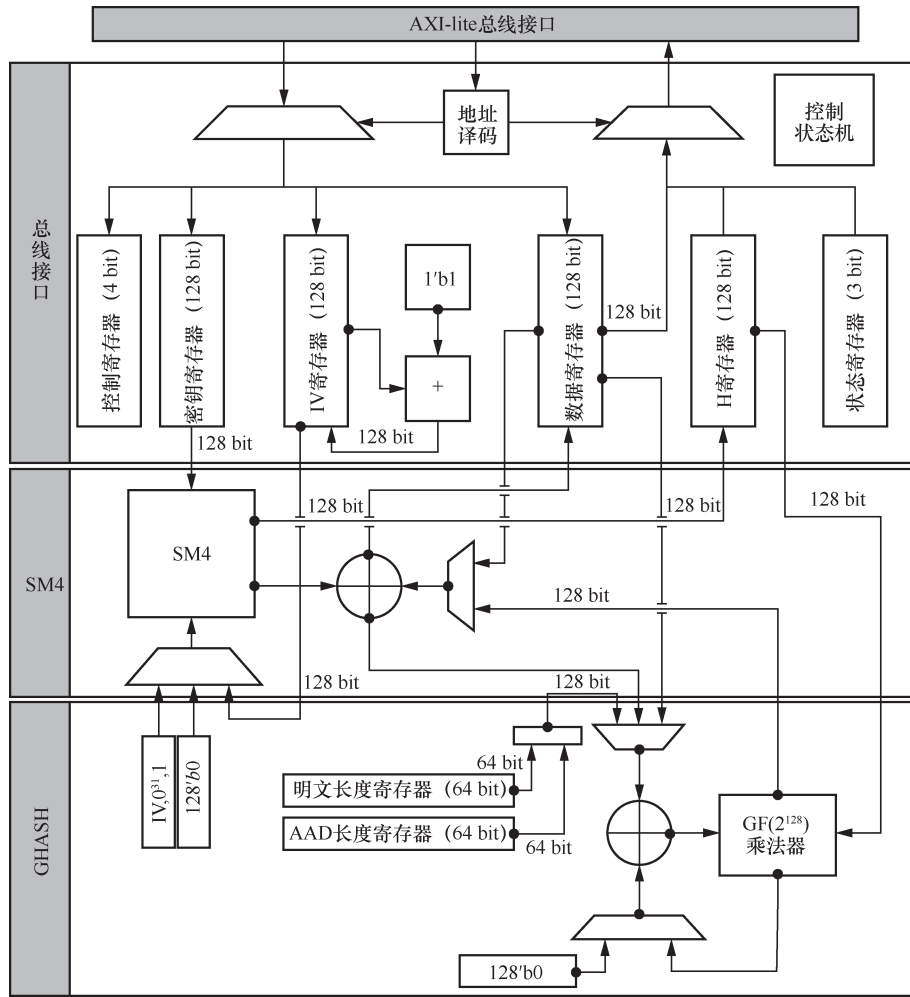 AXI-lite总线接口
总线接口
地址
译码
控制
状态机
控制寄存器（4 bit）
密钥寄存器（128 bit）
IV寄存器（128 bit）
1'b1
+
数据寄存器（128 bit）
128 bit
H寄存器（128 bit）
状态寄存器（3 bit）
128 bit
128 bit
SM4
SM4
128 bit
128 bit
128 bit
128 bit
128 bit
128 bit
GHASH
IV,0³¹,1
128'b0
64 bit
明文长度寄存器（64 bit）
AAD长度寄存器（64 bit）
64 bit
GF(2¹²⁸)
乘法器
128'b0